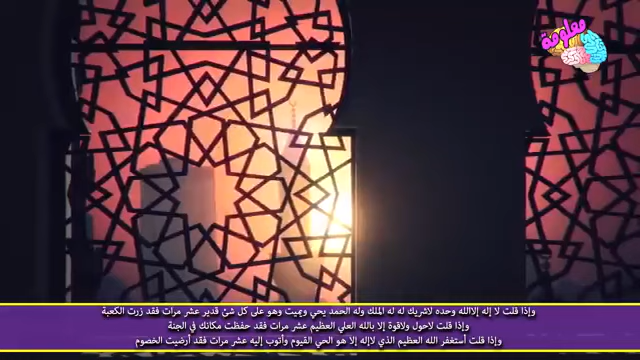 معلومة
وإذا قلت لا إله إلاالله وحده لاشريك له له الملك وله الحمد يحي ويميت وهو على كل شئ قدير عشر مرات فقد زرت الكعبة
وإذا قلت لاحول ولاقوة إلا بالله العلي العظيم عشر مرات فقد حفظت مكانك في الجنة
وإذا قلت أستغفر الله العظيم الذي لاإله إلا هو الحي القيوم وأتوب إليه عشر مرات فقد أرضيت الخصوم